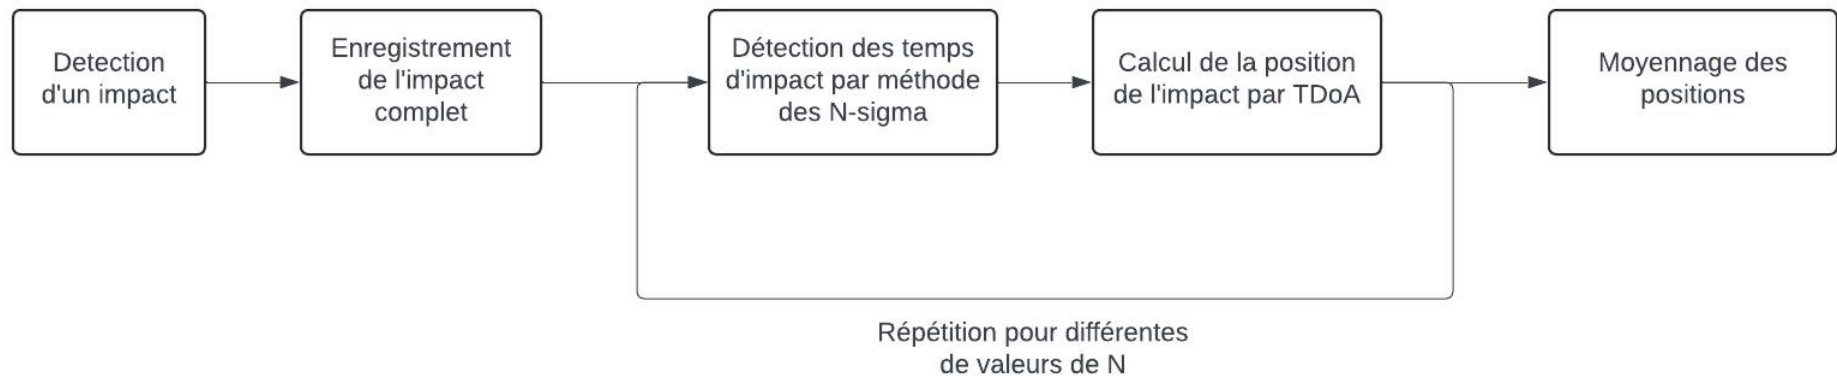 Detection
d'un impact
Enregistrement
de l'impact
complet
Détection des temps
d'impact par méthode
des N-sigma
Calcul de la position
de l'impact par TDoA
Moyennage des
positions
Répétition pour différentes
de valeurs de N